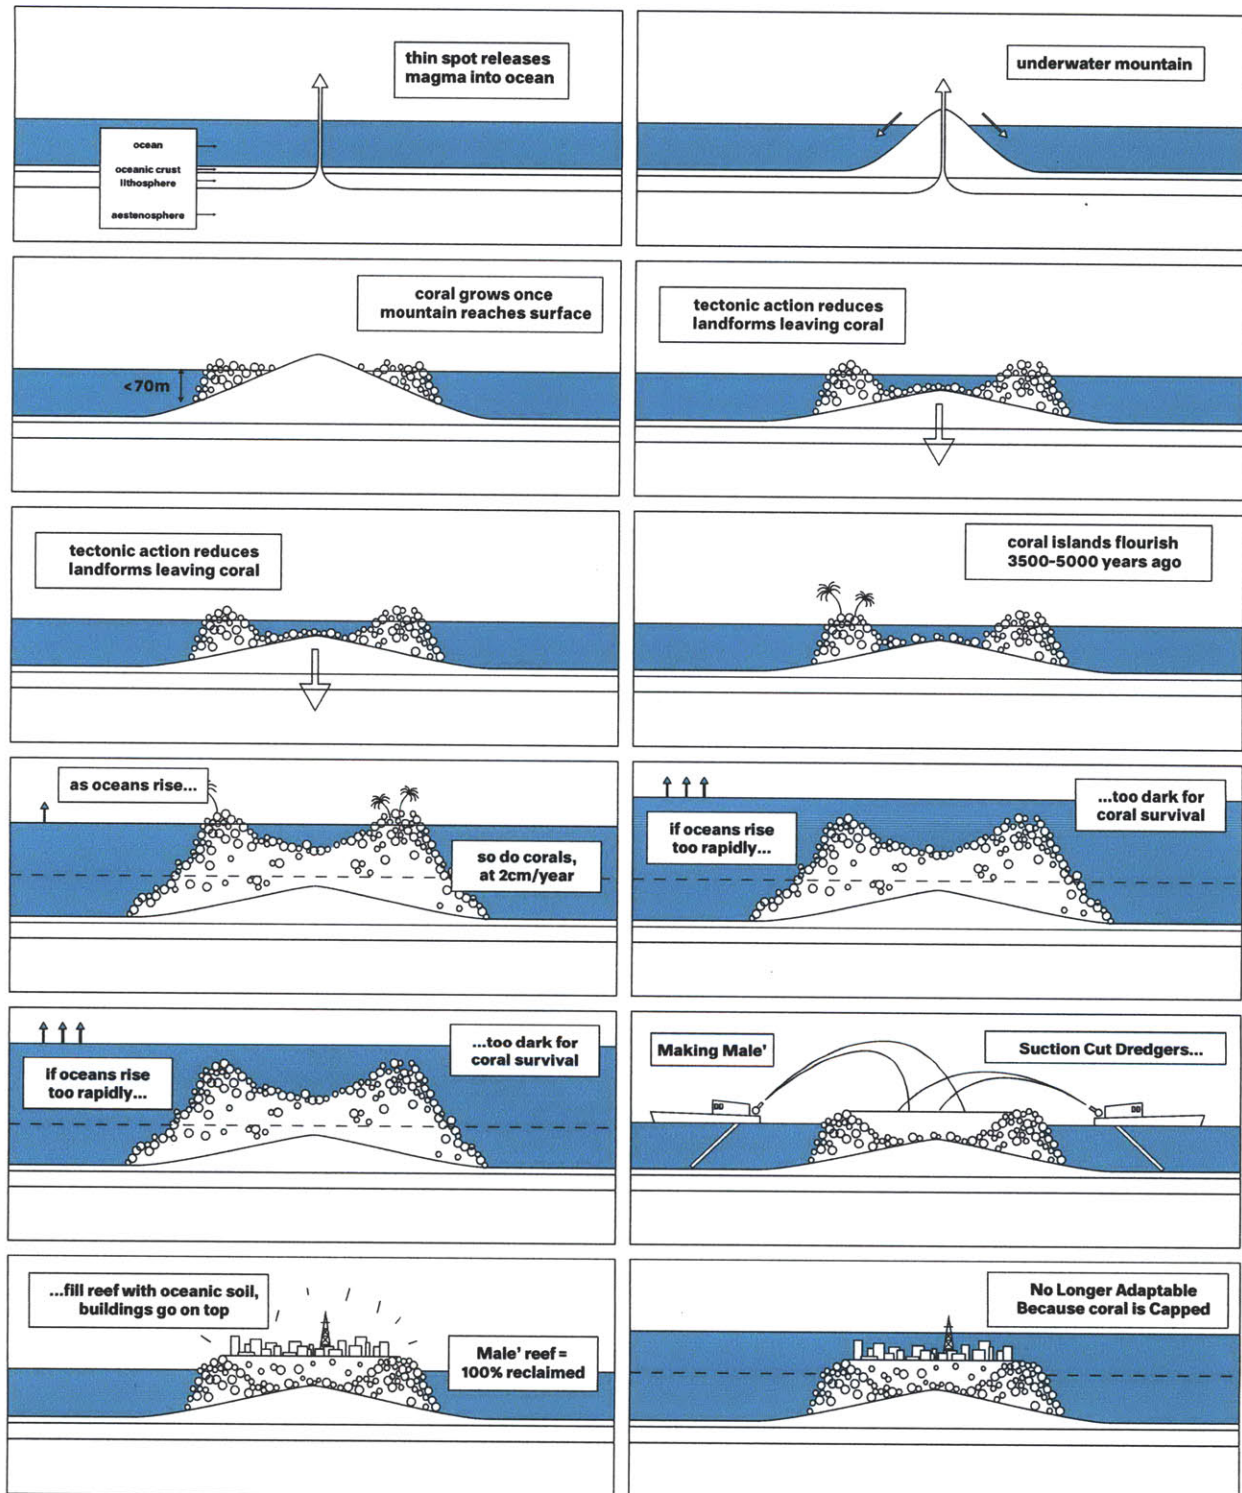 thin spot releases
magma into ocean
ocean
oceanic crust
lithosphere
aestenosphere
underwater mountain
coral grows once
mountain reaches surface
<70m
tectonic action reduces
landforms leaving coral
tectonic action reduces
landforms leaving coral
coral islands flourish
3500-5000 years ago
as oceans rise...
so do corals,
at 2cm/year
if oceans rise
too rapidly...
...too dark for
coral survival
if oceans rise
too rapidly...
...too dark for
coral survival
Making Male'
Suction Cut Dredgers...
...fill reef with oceanic soil,
buildings go on top
Male' reef =
100% reclaimed
No Longer Adaptable
Because coral is Capped